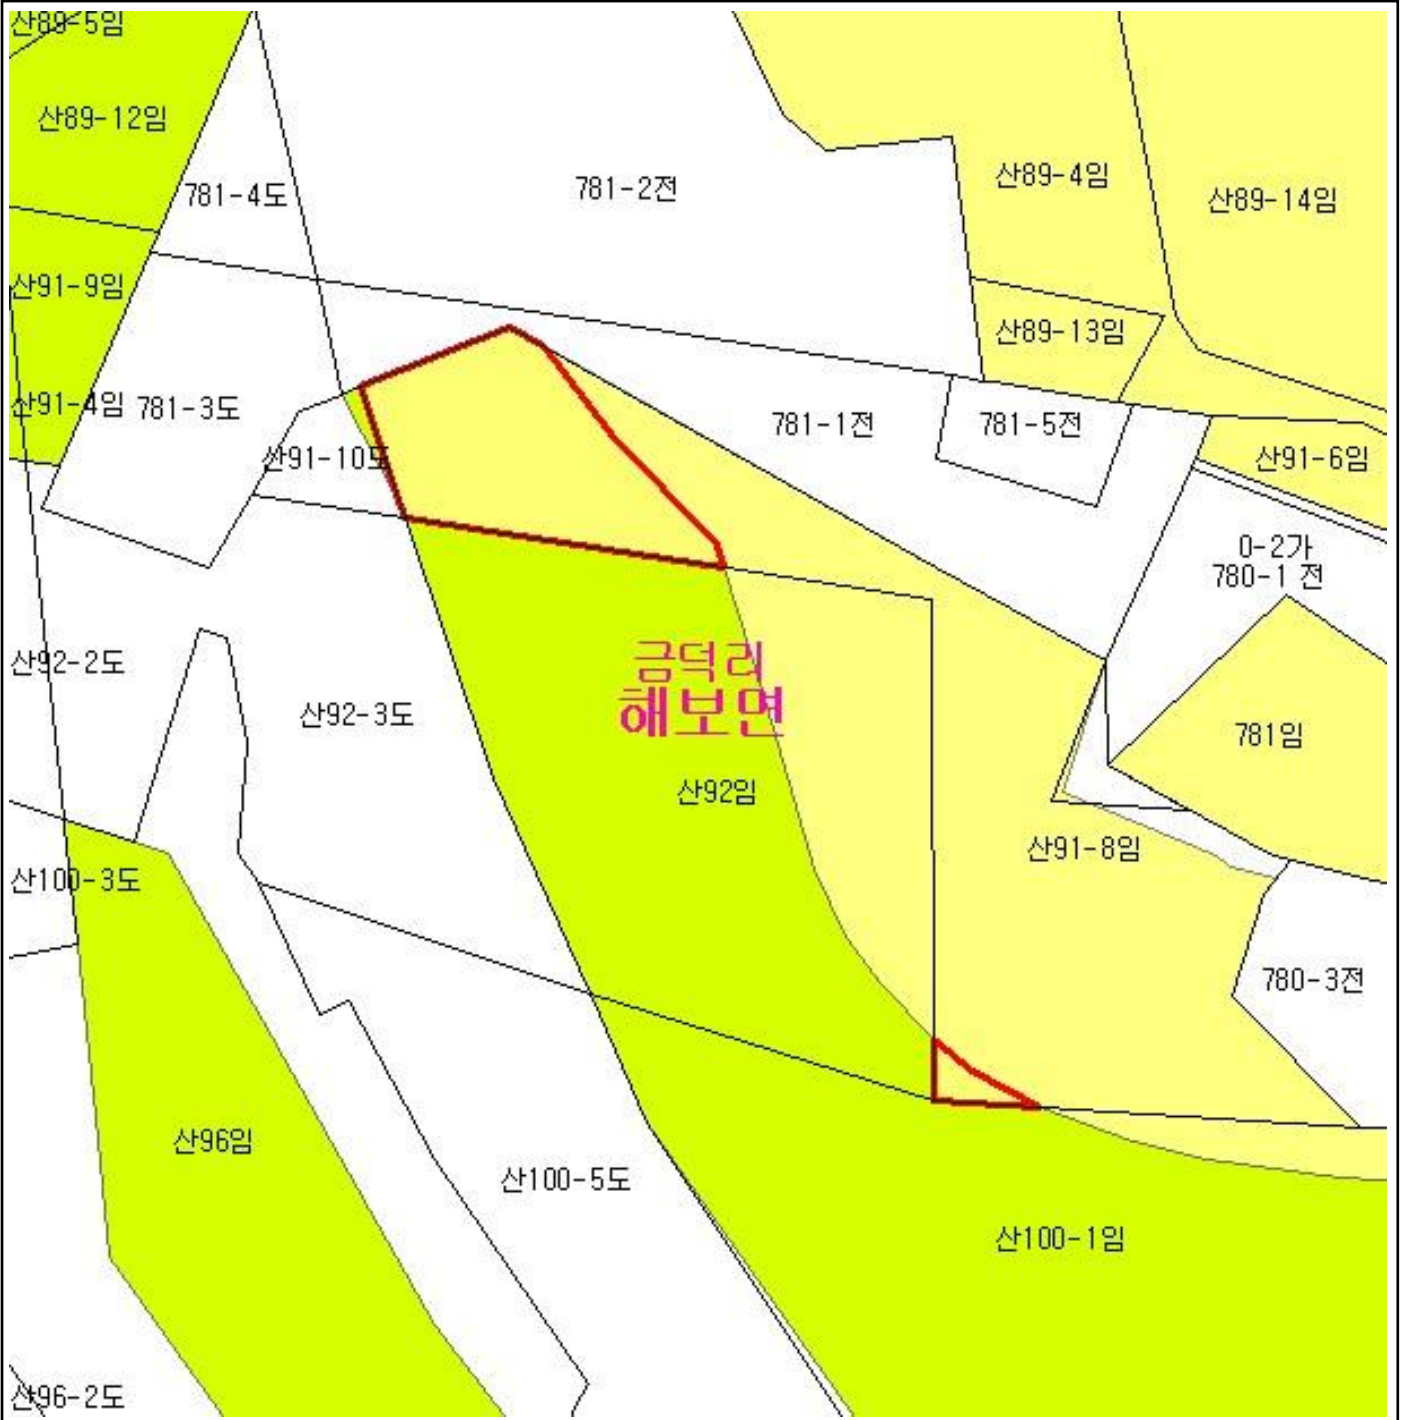 산89-5임
산89-12임
781-4도
781-2전
산89-4임
산89-14임
산91-9임
산89-13임
산91-4임
781-3도
781-1전
781-5전
산91-10도
산91-6임
0-2가
780-1 전
금덕리
해보면
산92-2도
산92-3도
781임
산92임
산91-8임
산100-3도
780-3전
산96임
산100-5도
산100-1임
산96-2도